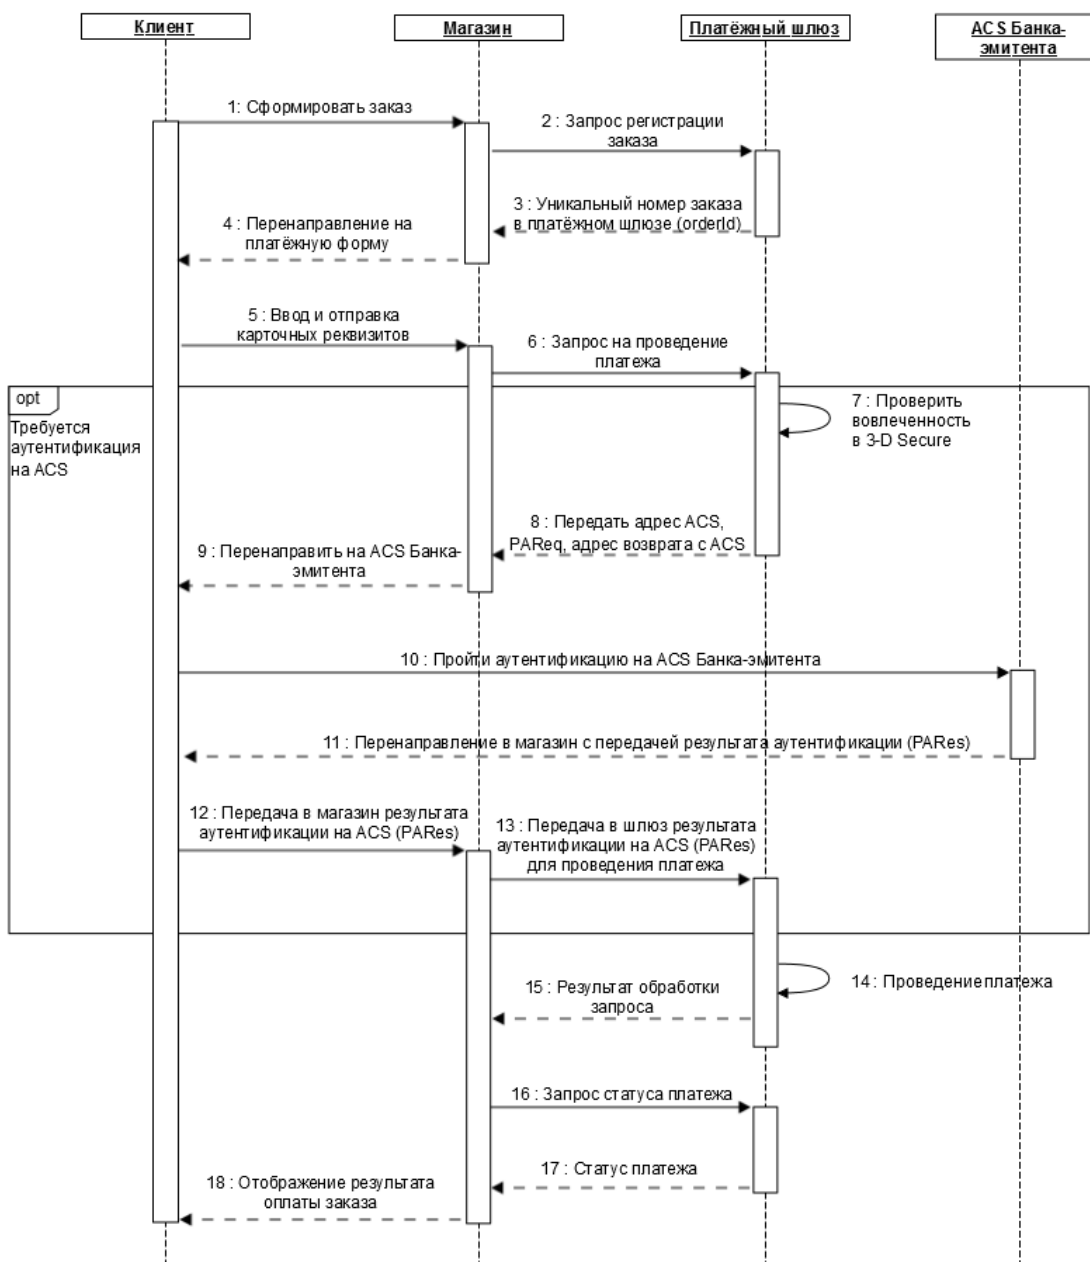 Клиент
Магазин
Платёжный шлюз
ACS Банка-
эмитента
1: Сформировать заказ
2 : Запрос регистрации
заказа
3 : Уникальный номер заказа
в платёжном шлюзе (orderId)
4 : Перенаправление на
платёжную форму
5 : Ввод и отправка
карточных реквизитов
6 : Запрос на проведение
платежа
opt
Требуется
аутентификация
на ACS
7 : Проверить
вовлеченность
в 3-D Secure
8 : Передать адрес ACS,
PAReq, адрес возврата с ACS
9 : Перенаправить на ACS Банка-
эмитента
10 : Пройти аутентификацию на ACS Банка-эмитента
11 : Перенаправление в магазин с передачей результата аутентификации (PARes)
12 : Передача в магазин результата
аутентификации на ACS (PARes)
13 : Передача в шлюз результата
аутентификации на ACS (PARes)
для проведения платежа
14 : Проведение платежа
15 : Результат обработки
запроса
16 : Запрос статуса платежа
17 : Статус платежа
18 : Отображение результата
оплаты заказа